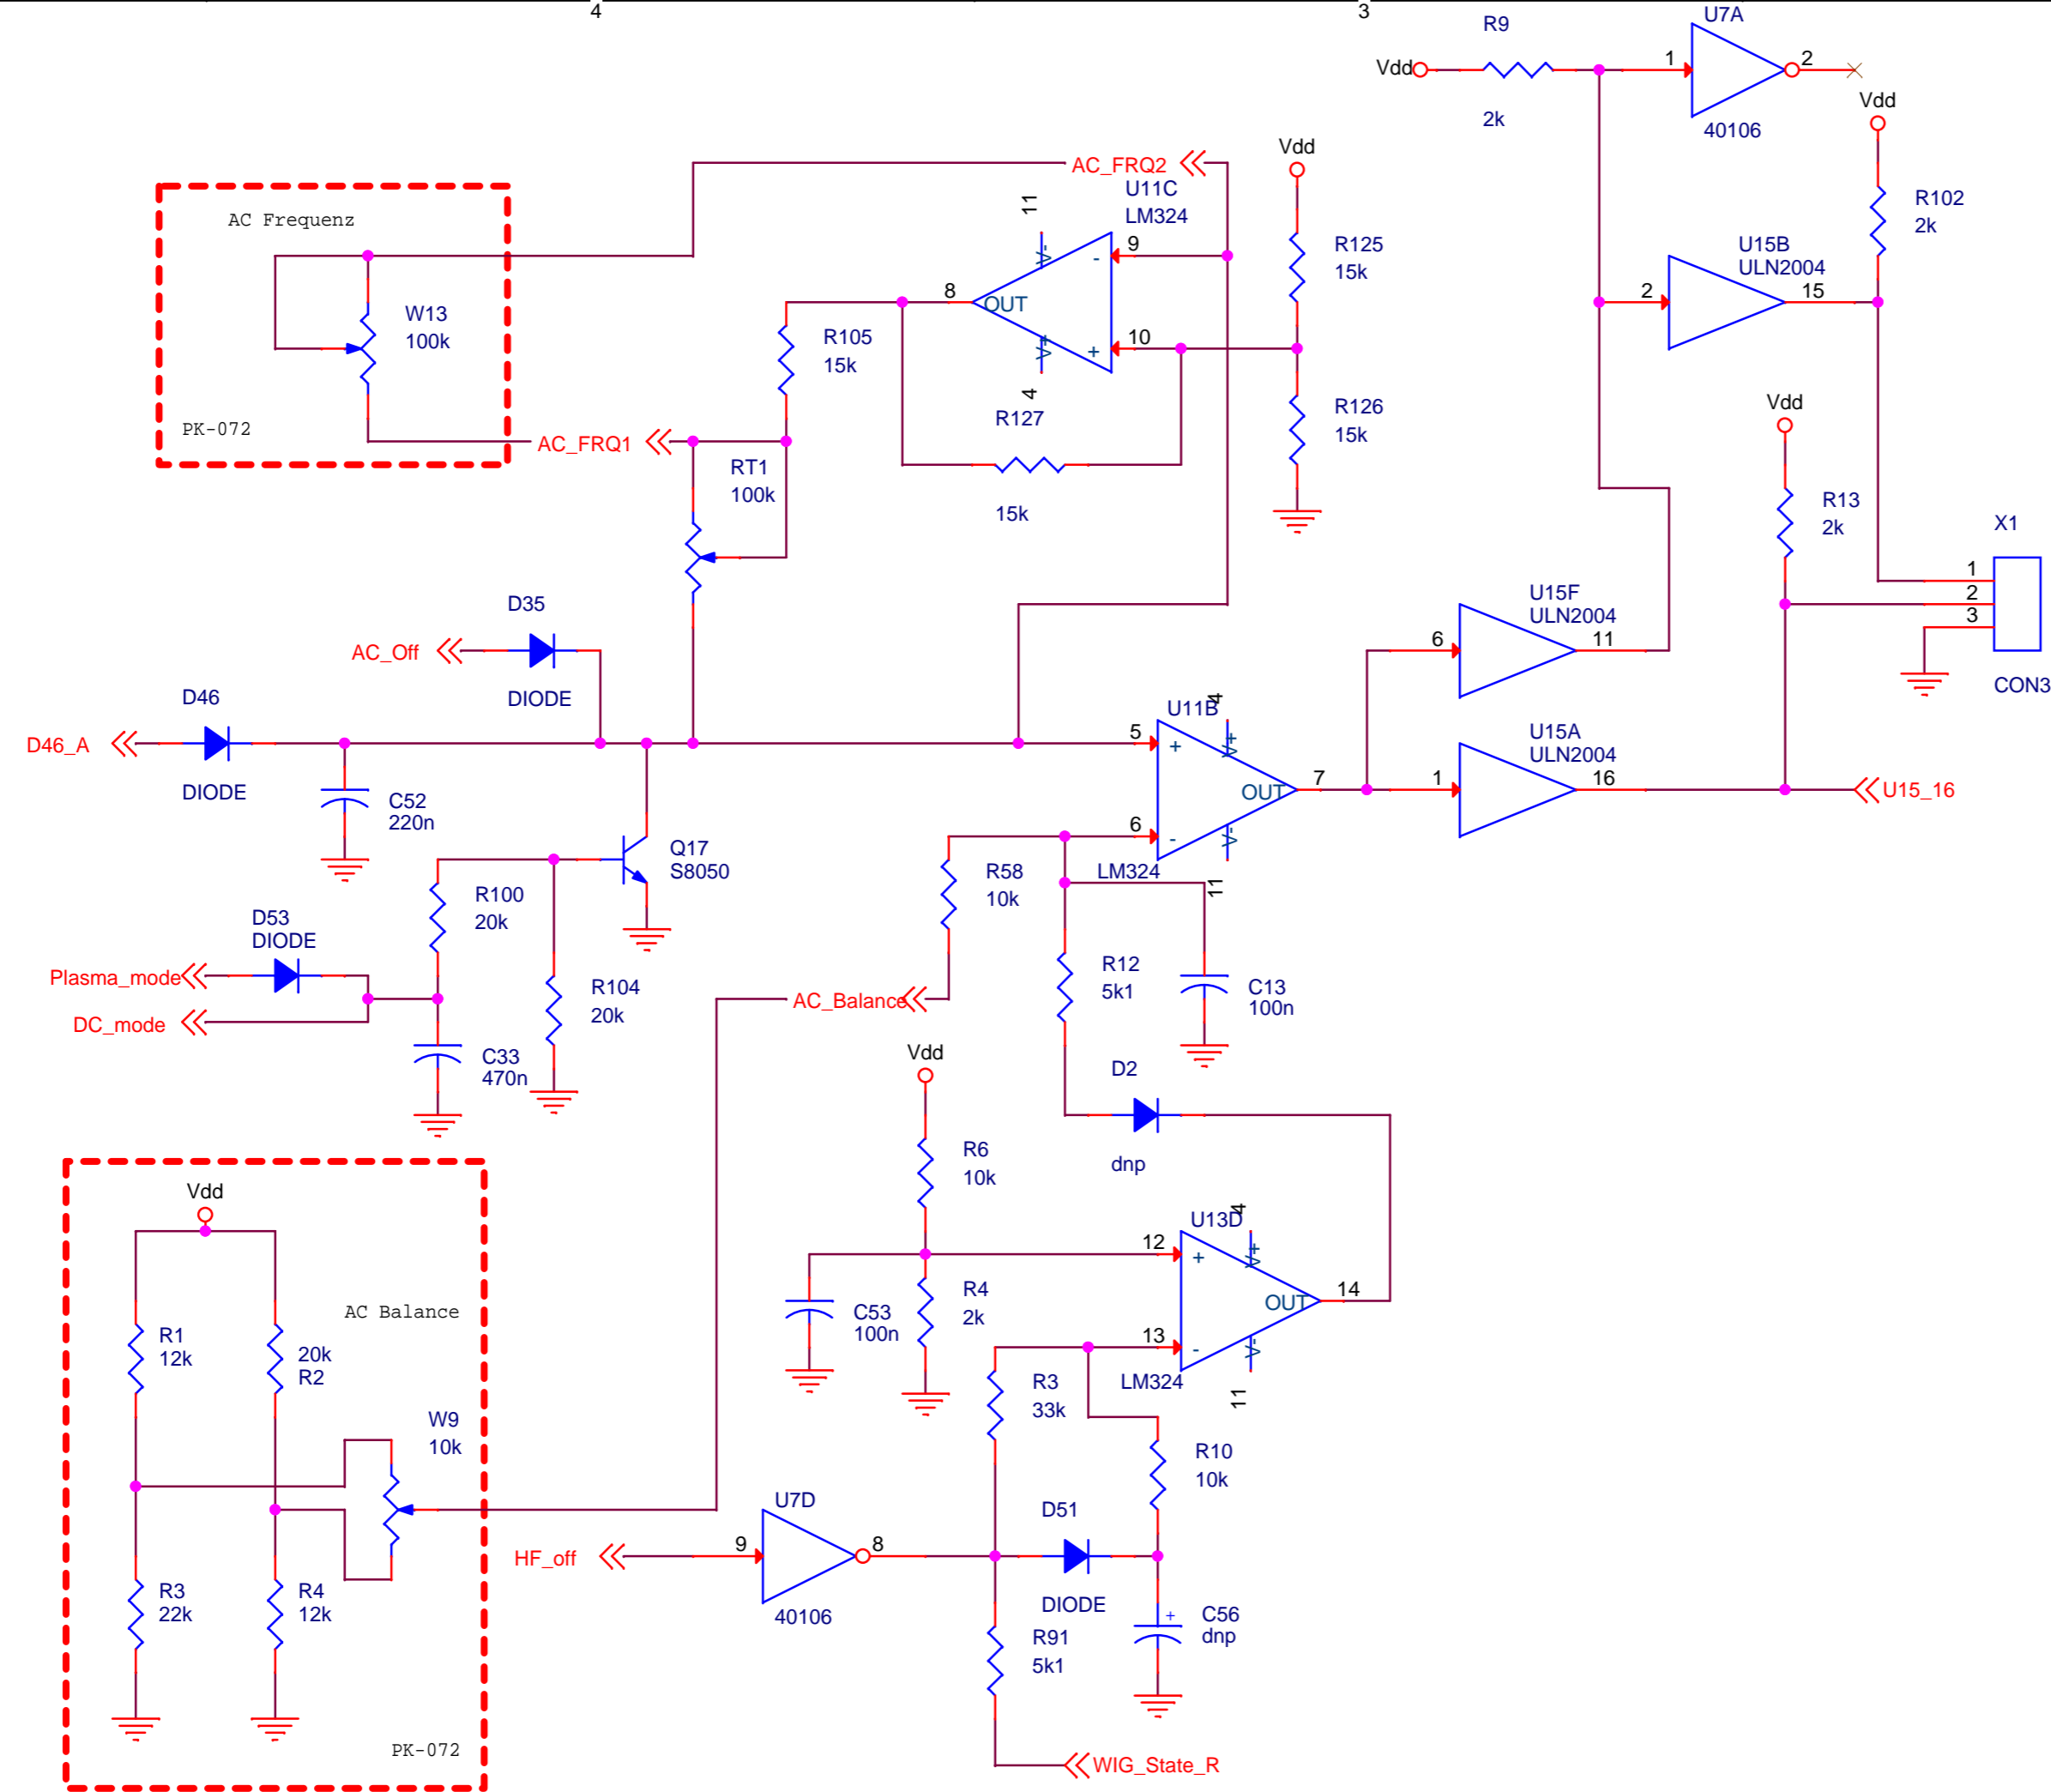 4
3
R9
Vdd
2k
U7A
1
2
40106
Vdd
R102
2k
AC_FRQ2
Vdd
AC Frequenz
W13
100k
PK-072
U11C
LM324
11
V-
9
-
8
OUT
10
+
V+
4
R105
15k
R125
15k
R126
15k
R127
15k
U15B
ULN2004
2
15
Vdd
R13
2k
X1
1
2
3
CON3
AC_FRQ1
RT1
100k
D35
AC_Off
DIODE
D46
D46_A
DIODE
C52
220n
Q17
S8050
U15F
ULN2004
6
11
U11B
4
5
+
V+
OUT
7
6
-
V-
LM324
11
U15A
ULN2004
1
16
U15_16
R58
10k
R100
20k
D53
DIODE
Plasma_mode
DC_mode
R104
20k
C33
470n
AC_Balance
R12
5k1
C13
100n
D2
dnp
Vdd
R6
10k
Vdd
AC Balance
R1
12k
20k
R2
W9
10k
R3
22k
R4
12k
PK-072
U13D
4
12
+
V+
OUT
14
13
-
V-
LM324
11
C53
100n
R4
2k
R3
33k
R10
10k
U7D
HF_off
9
8
40106
D51
DIODE
C56
dnp
+
R91
5k1
WIG_State_R